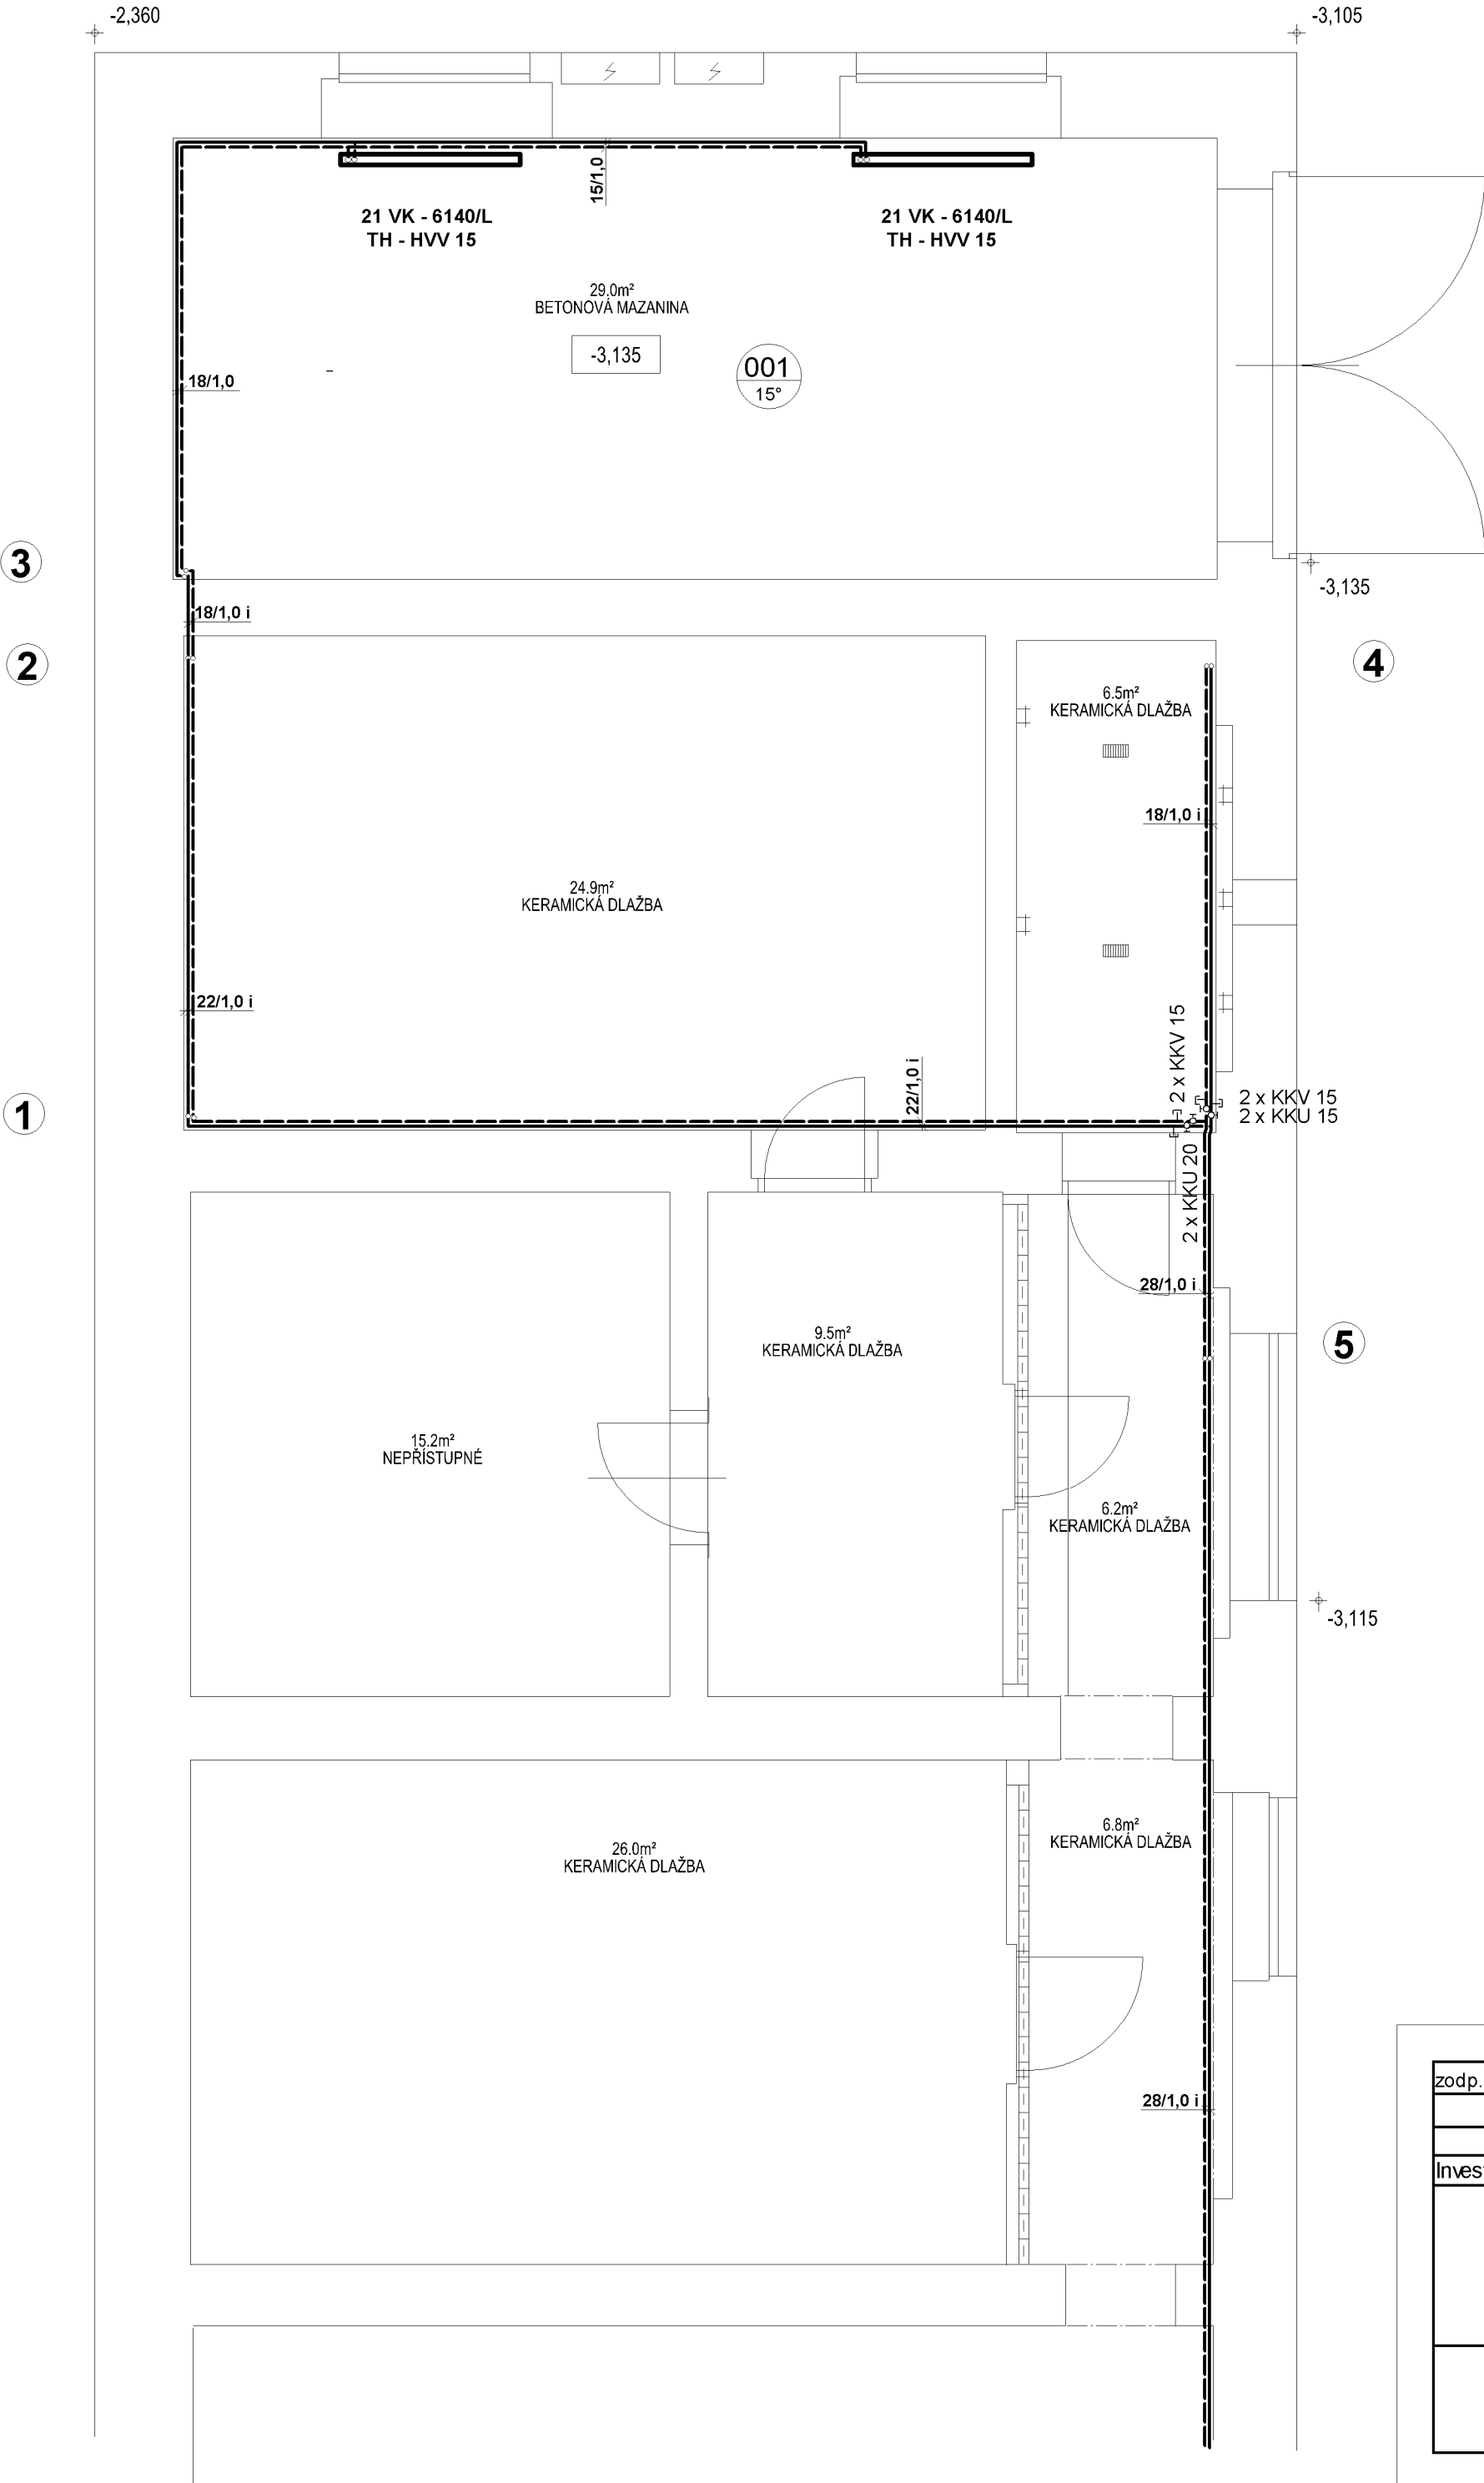 -2,360
-3,105
15/1,0
21 VK - 6140/L
TH - HVV 15
21 VK - 6140/L
TH - HVV 15
29.0m²
BETONOVÁ MAZANINA
-3,135
001
15°
18/1,0
3
-3,135
18/1,0 i
2
4
6.5m²
KERAMICKÁ DLAŽBA
18/1,0 i
24.9m²
KERAMICKÁ DLAŽBA
22/1,0 i
2 x KKV 15
22/1,0 i
1
2 x KKV 15
2 x KKU 15
2 x KKU 20
28/1,0 i
9.5m²
KERAMICKÁ DLAŽBA
5
15.2m²
NEPŘÍSTUPNÉ
6.2m²
KERAMICKÁ DLAŽBA
-3,115
6.8m²
KERAMICKÁ DLAŽBA
26.0m²
KERAMICKÁ DLAŽBA
28/1,0 i
zodp.
Inves